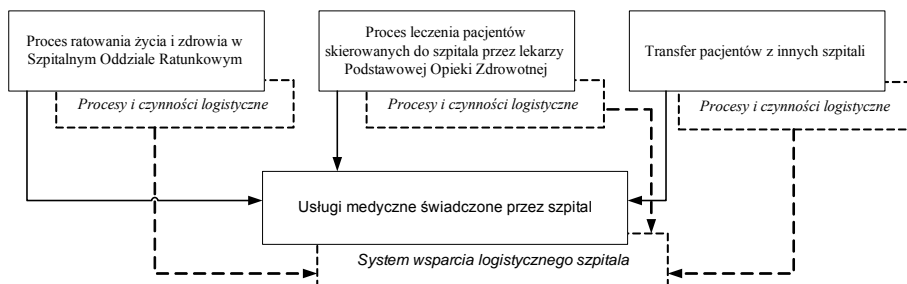 Proces ratowania życia i zdrowia w
Szpitalnym Oddziale Ratunkowym
Procesy i czynności logistyczne
Proces leczenia pacjentów
skierowanych do szpitala przez lekarzy
Podstawowej Opieki Zdrowotnej
Procesy i czynności logistyczne
Transfer pacjentów z innych szpitali
Procesy i czynności logistyczne
Usługi medyczne świadczone przez szpital
System wsparcia logistycznego szpitala